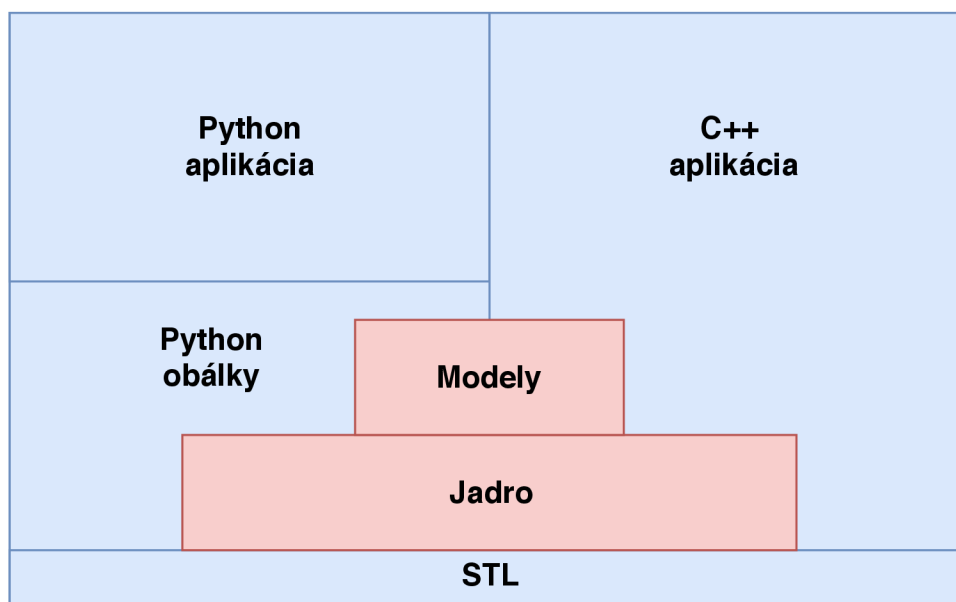 Python
aplikácia
C++
aplikácia
Python
obálky
Modely
Jadro
STL